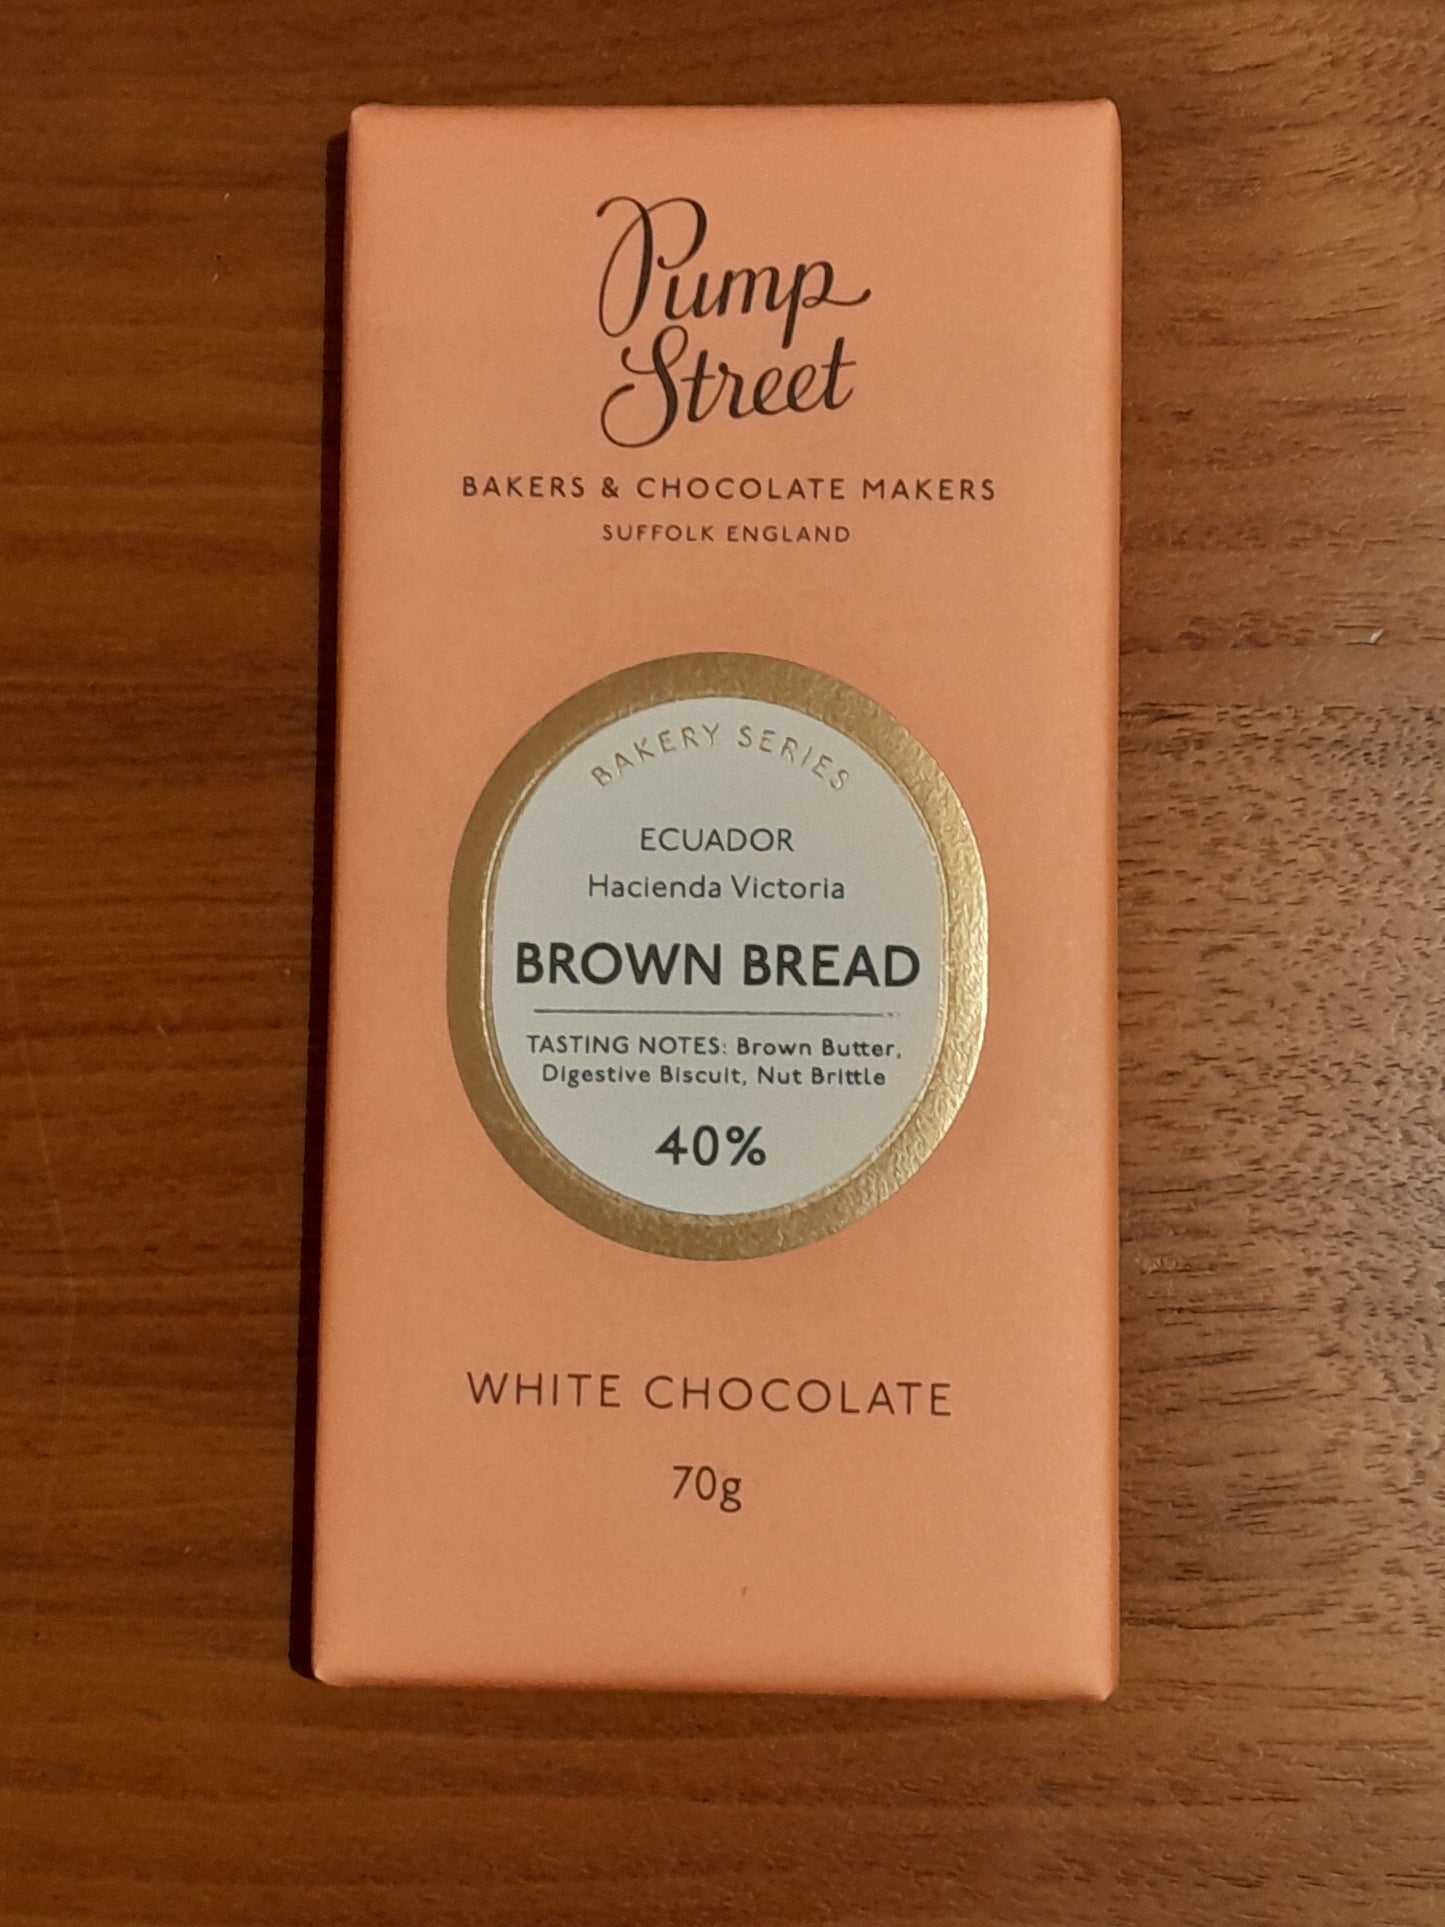 Pump
Street
BAKERS & CHOCOLATE MAKERS
SUFFOLK ENGLAND
BAKERY SERIES
ECUADOR
Hacienda Victoria
BROWN BREAD
TASTING NOTES: Brown Butter,
Digestive Biscuit, Nut Brittle
40%
WHITE CHOCOLATE
70g